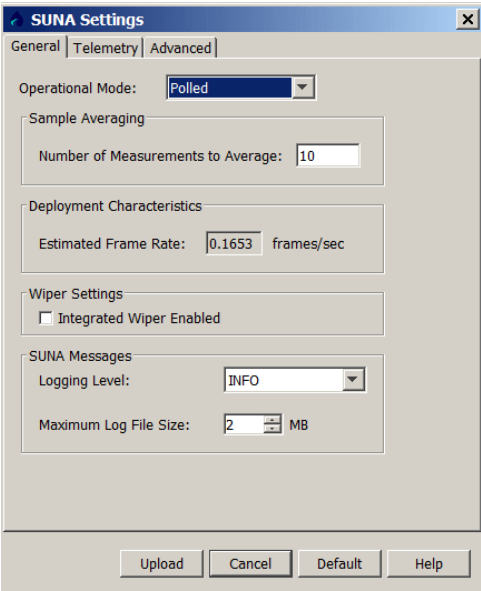 SUNA Settings
General Telemetry Advanced
Operational Mode: Polled
Sample Averaging
Number of Measurements to Average: 10
Deployment Characteristics
Estimated Frame Rate: 0.1653 frames/sec
Wiper Settings
Integrated Wiper Enabled
SUNA Messages
Logging Level: INFO
Maximum Log File Size: 2 MB
Upload Cancel Default Help